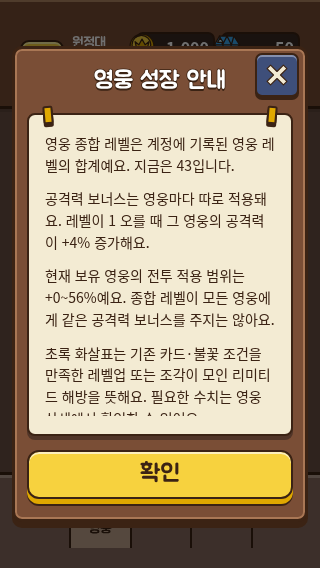 원정대
1,000
50
영웅 성장 안내
영웅 종합 레벨은 계정에 기록된 영웅 레
벨의 합계예요. 지금은 43입니다.
공격력 보너스는 영웅마다 따로 적용돼
요. 레벨이 1 오를 때 그 영웅의 공격력
이 +4% 증가해요.
현재 보유 영웅의 전투 적용 범위는
+0~56%예요. 종합 레벨이 모든 영웅에
게 같은 공격력 보너스를 주지는 않아요.
초록 화살표는 기존 카드·불꽃 조건을
만족한 레벨업 또는 조각이 모인 리미티
드 해방을 뜻해요. 필요한 수치는 영웅
확인
영웅